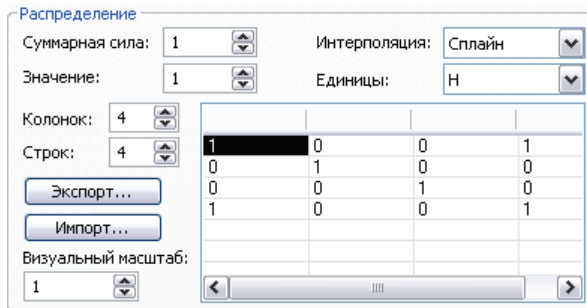 Распределение
Суммарная сила: 1 Интерполяция: Сплайн
Значение: 1 Единицы: Н
Колонок: 4
Строк: 4
1 0 0 1
0 1 0 0
0 0 1 0
1 0 0 1
Экспорт...
Импорт...
Визуальный масштаб:
1